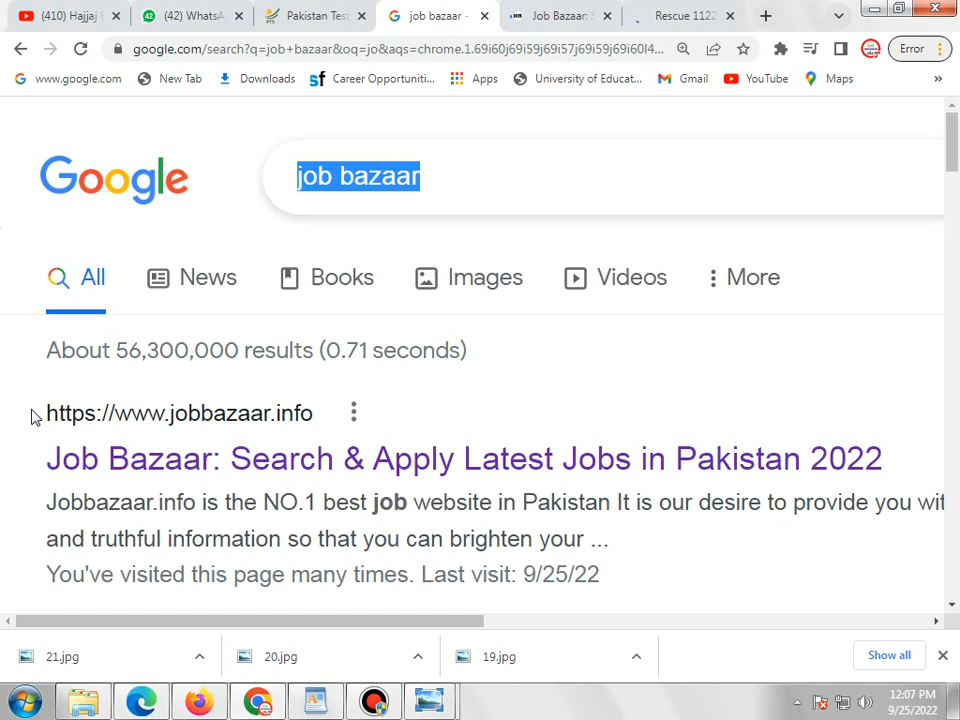 (410) Hajjaj
(42) WhatsA
Pakistan Test
job bazaar -
Job Bazaar: S
Rescue 1122
google.com/search?q=job+bazaar&oq=jo&aqs=chrome.1.69i60j69i59j69i57j69i59j69i60l4...
Error
www.google.com
New Tab
Downloads
Career Opportuniti...
Apps
University of Educat...
Gmail
YouTube
Maps
»
Google
job bazaar
All
News
Books
Images
Videos
More
About 56,300,000 results (0.71 seconds)
https://www.jobbazaar.info
Job Bazaar: Search & Apply Latest Jobs in Pakistan 2022
Jobbazaar.info is the NO.1 best job website in Pakistan It is our desire to provide you wit
and truthful information so that you can brighten your ...
You've visited this page many times. Last visit: 9/25/22
21.jpg
20.jpg
19.jpg
Show all
12:07 PM
9/25/2022